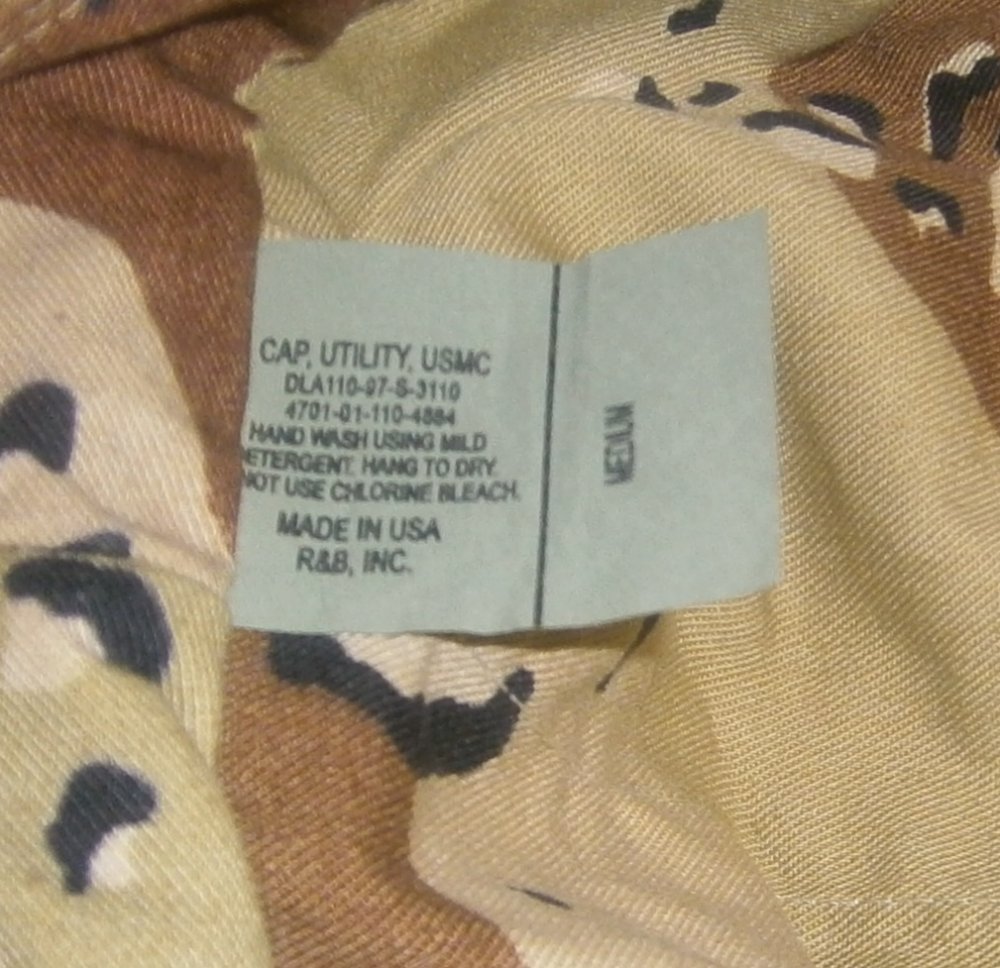 CAP, UTILITY, USMC
DLA110-97-S-3110
4701-01-110-4884
HAND WASH USING MILD
ETERGENT. HANG TO DRY.
NOT USE CHLORINE BLEACH.
MADE IN USA
R&B, INC.
MEDIUM